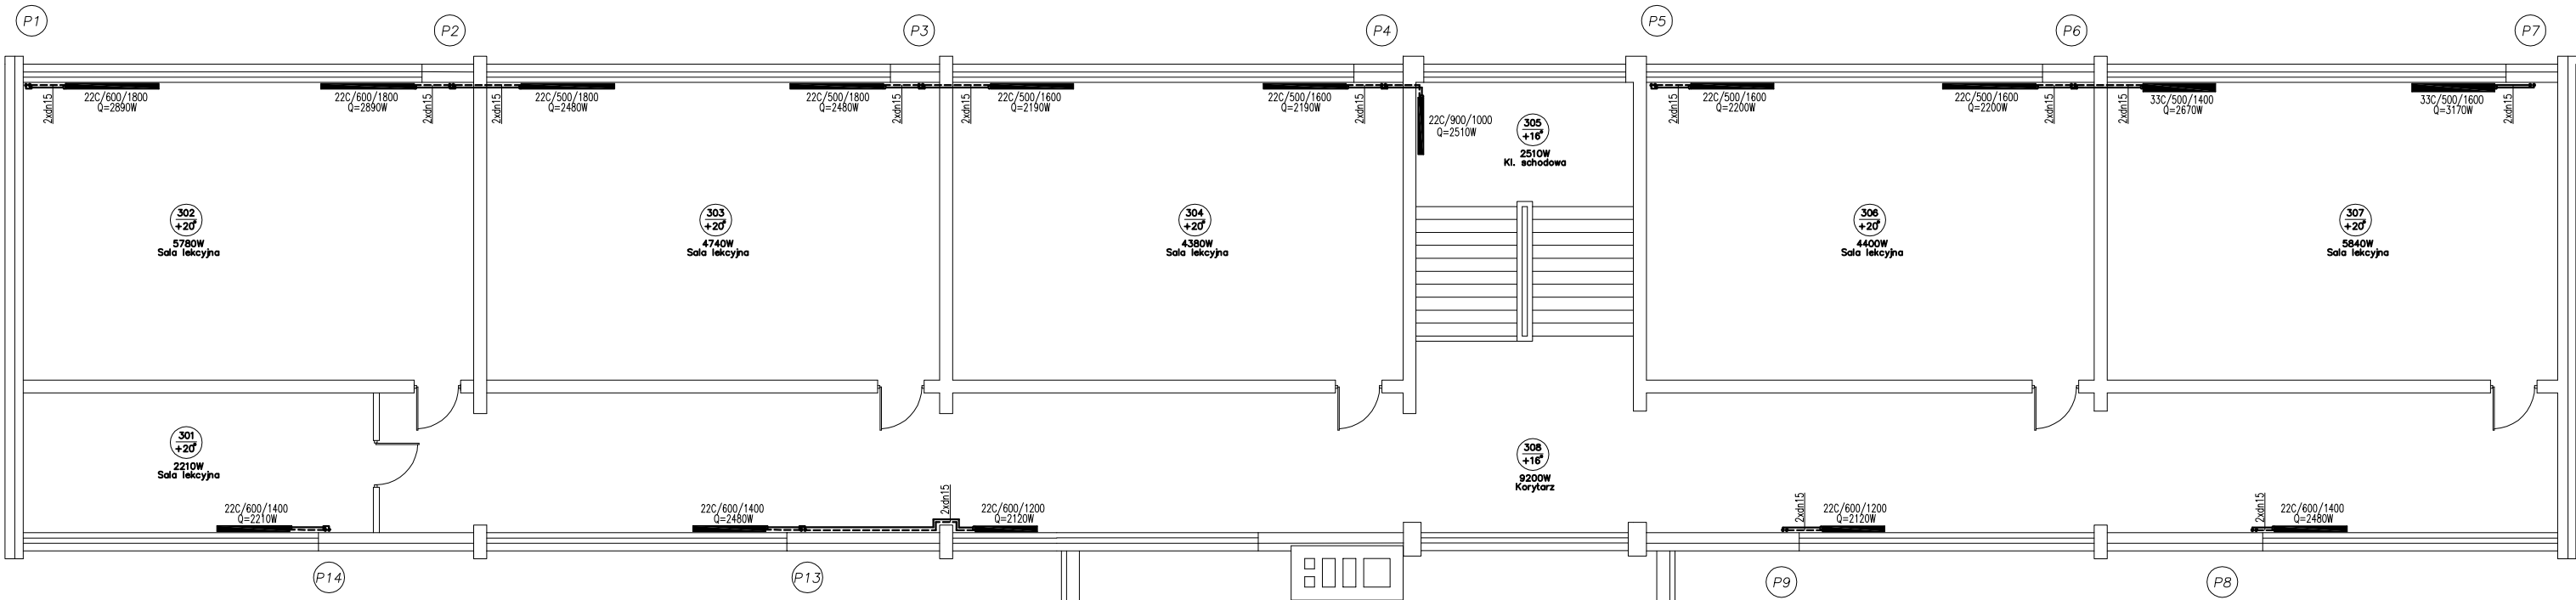 P1
P2
P3
P4
P5
P6
P7
2xdn15
22C/600/1800
Q=2890W
22C/600/1800
Q=2890W
2xdn15
2xdn15
22C/500/1800
Q=2480W
22C/500/1800
Q=2480W
2xdn15
2xdn15
22C/500/1600
Q=2190W
22C/500/1600
Q=2190W
2xdn15
22C/900/1000
Q=2510W
305
+16°
2510W
Kl. schodowa
2xdn15
22C/500/1600
Q=2200W
22C/500/1600
Q=2200W
2xdn15
2xdn15
33C/500/1400
Q=2670W
33C/500/1600
Q=3170W
2xdn15
302
+20°
5780W
Sala lekcyjna
303
+20°
4740W
Sala lekcyjna
304
+20°
4380W
Sala lekcyjna
306
+20°
4400W
Sala lekcyjna
307
+20°
5840W
Sala lekcyjna
301
+20°
2210W
Sala lekcyjna
308
+16°
9200W
Korytarz
22C/600/1400
Q=2210W
22C/600/1400
Q=2480W
2xdn15
22C/600/1200
Q=2120W
2xdn15
22C/600/1200
Q=2120W
2xdn15
22C/600/1400
Q=2480W
P14
P13
P9
P8